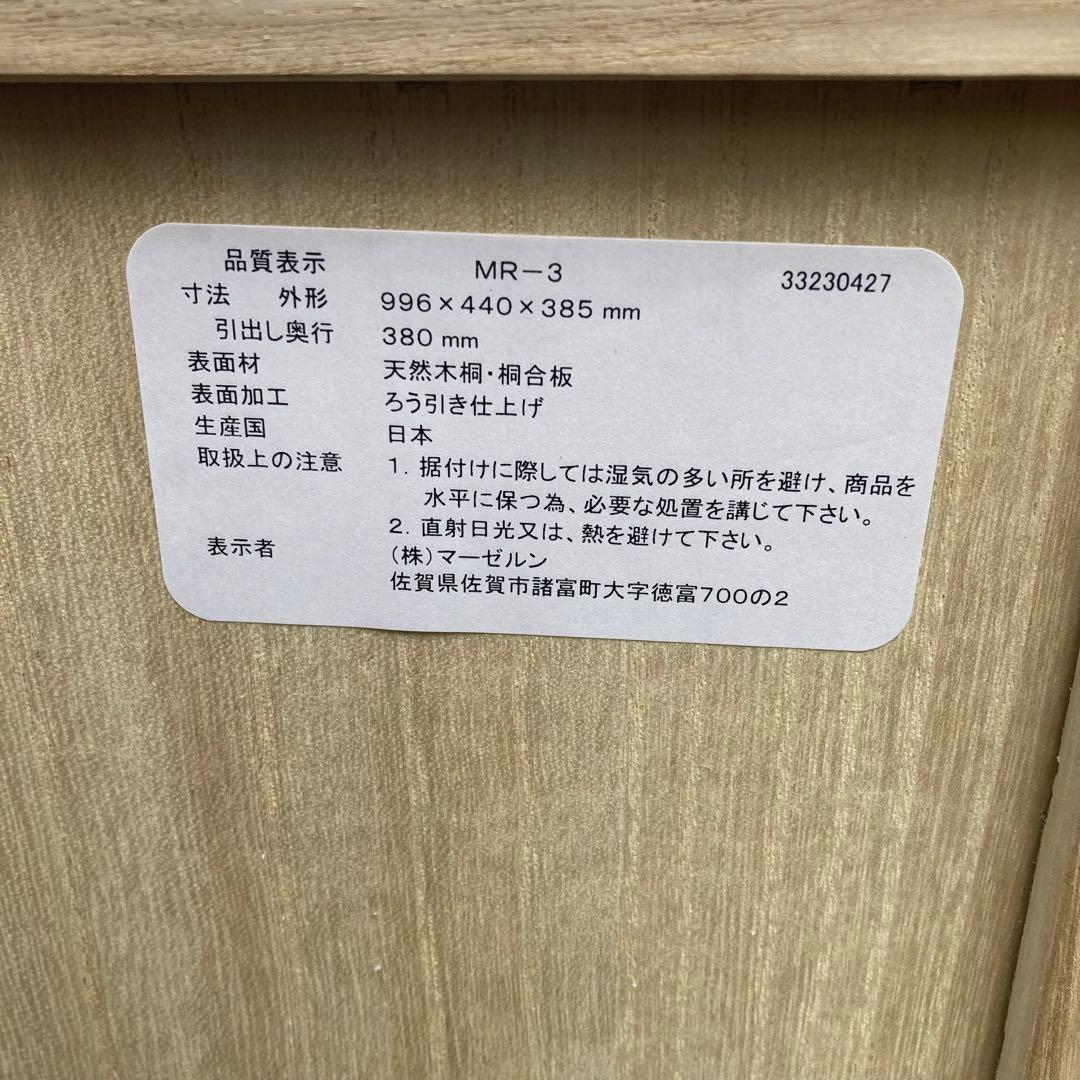 品質表示 MR-3 33230427
寸法 外形 996×440×385 mm
引出し奥行 380 mm
表面材 天然木桐・桐合板
表面加工 ろう引き仕上げ
生産国 日本
取扱上の注意 1. 据付けに際しては湿気の多い所を避け、商品を
水平に保つ為、必要な処置を講じて下さい。
2. 直射日光又は、熱を避けて下さい。
表示者 (株)マーゼルン
佐賀県佐賀市諸富町大字徳富700の2